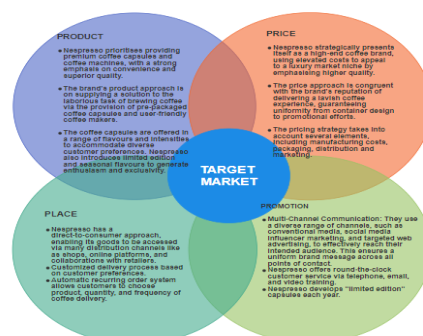 PRODUCT
• Nespresso prioritises providing
premium coffee capsules and
coffee machines, with a strong
emphasis on convenience and
superior quality.
• The brand's product approach is
on supplying a solution to the
laborious task of brewing coffee
via the provision of pre-packaged
coffee capsules and user-friendly
coffee makers.
• The coffee capsules are offered in
a range of flavours and intensities
to accommodate diverse
customer preferences. Nespresso
also introduces limited edition
and seasonal flavours to generate
enthusiasm and exclusivity.
PRICE
• Nespresso strategically presents
itself as a high-end coffee brand,
using elevated costs to appeal
to a luxury market niche by
emphasising higher quality.
• The price approach is congruent
with the brand's reputation of
delivering a lavish coffee
experience, guaranteeing
uniformity from container design
to promotional efforts.
• The pricing strategy takes into
account several elements,
including manufacturing costs,
packaging, distribution and
marketing.
TARGET
MARKET
PLACE
• Nespresso has a
direct-to-consumer approach,
enabling the goods to be accessed
via many distribution channels like
as shops, online platforms, and
collaborations with retailers.
• Customized delivery process based
on customer preferences.
• Automatic recurring order system
allows customers to choose
product, quantity, and frequency of
coffee delivery.
PROMOTION
• Multi-Channel Communication: They use
a diverse range of channels, such as
conventional media, social media
influencer marketing, and targeted web
advertising, to effectively reach their
intended audience. This ensures a
uniform brand message across all
points of contact.
• Nespresso offers round-the-clock
customer service via telephone, email,
and video training.
• Nespresso develops "limited edition"
capsules each year.